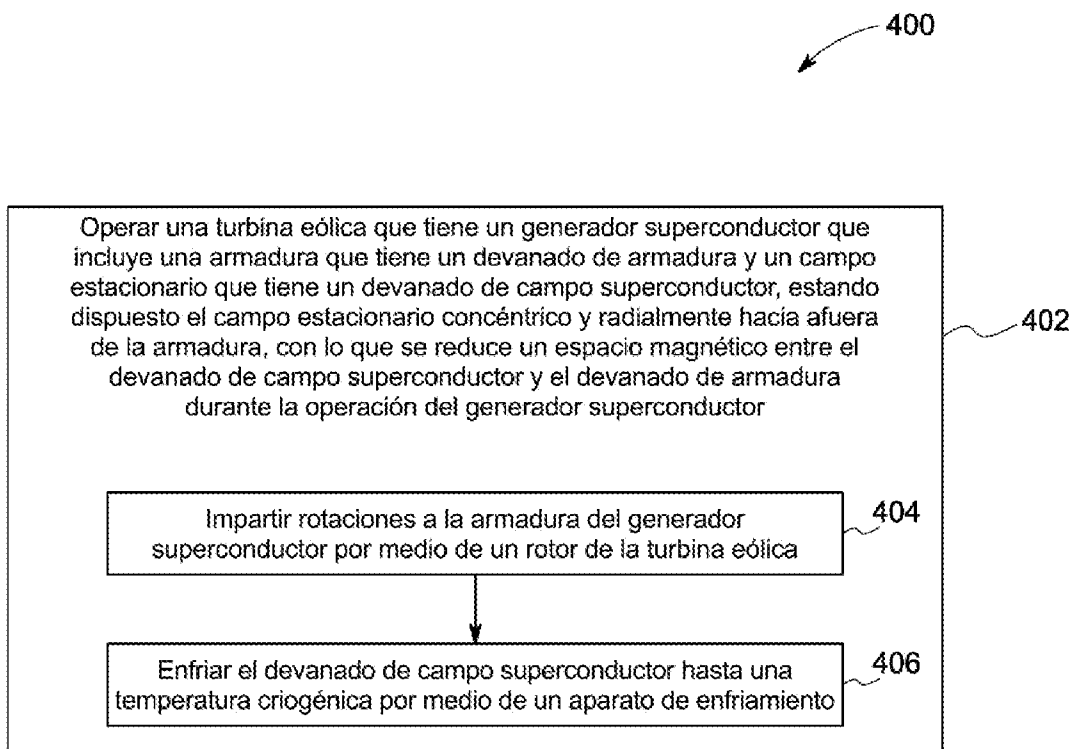 400
Operar una turbina eólica que tiene un generador superconductor que
incluye una armadura que tiene un devanado de armadura y un campo
estacionario que tiene un devanado de campo superconductor, estando
dispuesto el campo estacionario concéntrico y radialmente hacia afuera
de la armadura, con lo que se reduce un espacio magnético entre el
devanado de campo superconductor y el devanado de armadura
durante la operación del generador superconductor
402
Impartir rotaciones a la armadura del generador
superconductor por medio de un rotor de la turbina eólica
404
Enfriar el devanado de campo superconductor hasta una
temperatura criogénica por medio de un aparato de enfriamiento
406